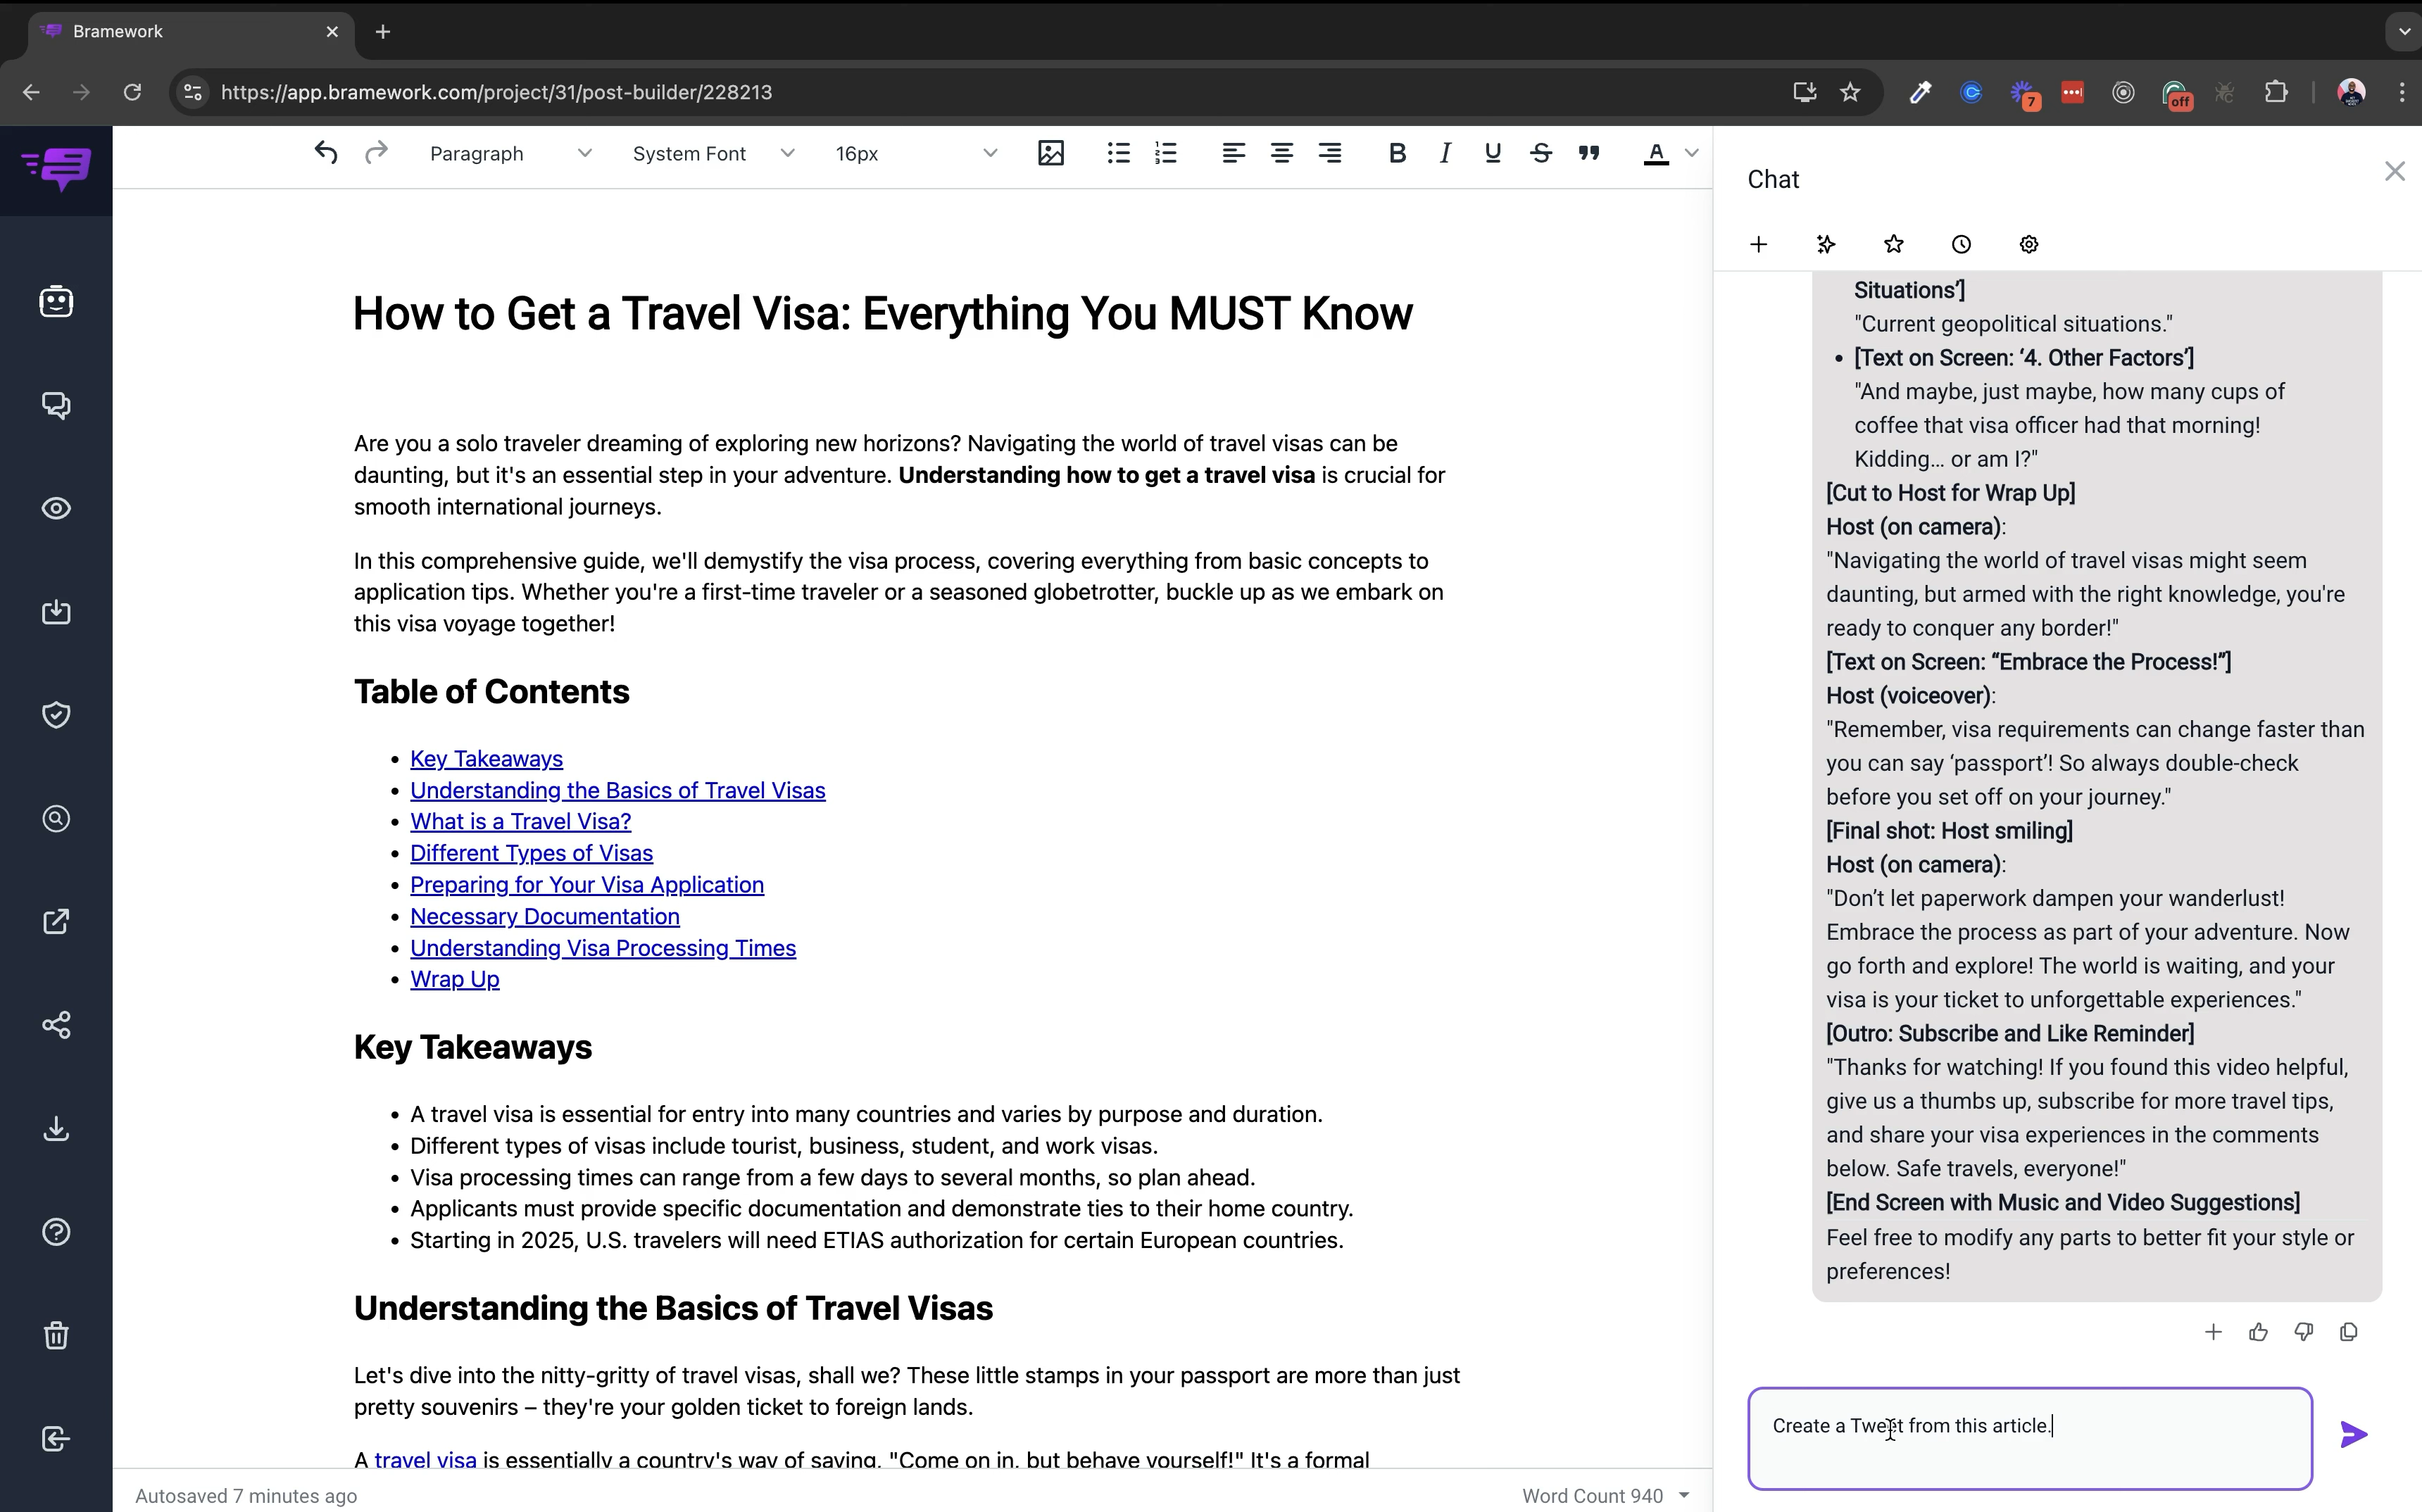 Bramework
https://app.bramework.com/project/31/post-builder/228213
7
off
Paragraph
System Font
16px
B
I
U
S
A
Chat
How to Get a Travel Visa: Everything You MUST Know
Are you a solo traveler dreaming of exploring new horizons? Navigating the world of travel visas can be
daunting, but it's an essential step in your adventure. Understanding how to get a travel visa is crucial for
smooth international journeys.
In this comprehensive guide, we'll demystify the visa process, covering everything from basic concepts to
application tips. Whether you're a first-time traveler or a seasoned globetrotter, buckle up as we embark on
this visa voyage together!
Table of Contents
• Key Takeaways
• Understanding the Basics of Travel Visas
• What is a Travel Visa?
• Different Types of Visas
• Preparing for Your Visa Application
• Necessary Documentation
• Understanding Visa Processing Times
• Wrap Up
Key Takeaways
• A travel visa is essential for entry into many countries and varies by purpose and duration.
• Different types of visas include tourist, business, student, and work visas.
• Visa processing times can range from a few days to several months, so plan ahead.
• Applicants must provide specific documentation and demonstrate ties to their home country.
• Starting in 2025, U.S. travelers will need ETIAS authorization for certain European countries.
Understanding the Basics of Travel Visas
Let's dive into the nitty-gritty of travel visas, shall we? These little stamps in your passport are more than just
pretty souvenirs – they're your golden ticket to foreign lands.
A travel visa is essentially a country's way of saying, "Come on in, but behave yourself!" It's a formal
Autosaved 7 minutes ago
Word Count 940
Situations’]
"Current geopolitical situations."
• [Text on Screen: ‘4. Other Factors’]
"And maybe, just maybe, how many cups of
coffee that visa officer had that morning!
Kidding… or am I?"
[Cut to Host for Wrap Up]
Host (on camera):
"Navigating the world of travel visas might seem
daunting, but armed with the right knowledge, you're
ready to conquer any border!"
[Text on Screen: “Embrace the Process!”]
Host (voiceover):
"Remember, visa requirements can change faster than
you can say ‘passport’! So always double-check
before you set off on your journey."
[Final shot: Host smiling]
Host (on camera):
"Don’t let paperwork dampen your wanderlust!
Embrace the process as part of your adventure. Now
go forth and explore! The world is waiting, and your
visa is your ticket to unforgettable experiences."
[Outro: Subscribe and Like Reminder]
"Thanks for watching! If you found this video helpful,
give us a thumbs up, subscribe for more travel tips,
and share your visa experiences in the comments
below. Safe travels, everyone!"
[End Screen with Music and Video Suggestions]
Feel free to modify any parts to better fit your style or
preferences!
Create a Tweet from this article.